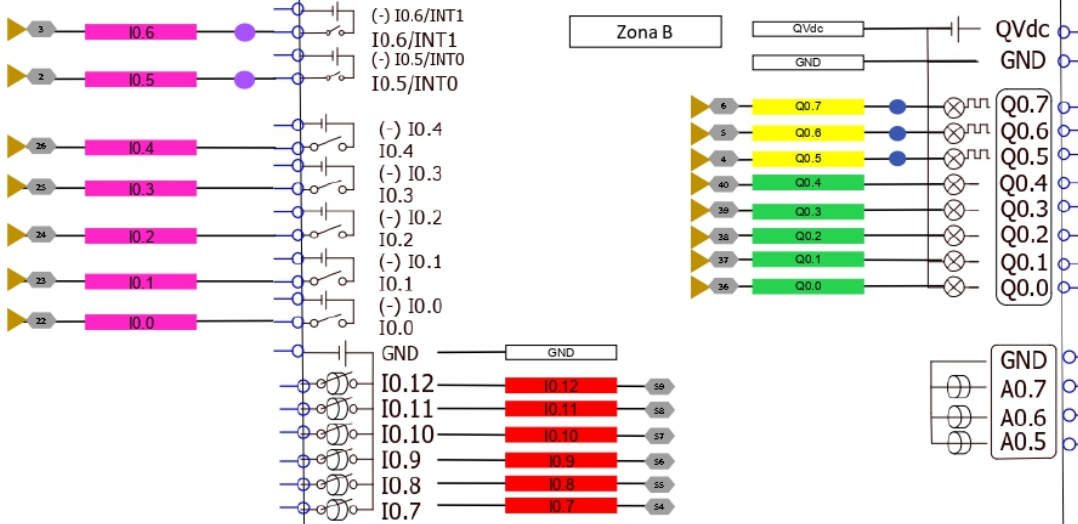 3 I0.6 (-) I0.6/INT1
I0.6/INT1
2 I0.5 (-) I0.5/INT0
I0.5/INT0
26 I0.4 (-) I0.4
I0.4
25 I0.3 (-) I0.3
I0.3
24 I0.2 (-) I0.2
I0.2
23 I0.1 (-) I0.1
I0.1
22 I0.0 (-) I0.0
I0.0
GND GND
I0.12 I0.12 59
I0.11 I0.11 58
I0.10 I0.10 57
I0.9 I0.9 56
I0.8 I0.8 55
I0.7 I0.7 54
Zona B
QVdc QVdc
GND GND
6 Q0.7 Q0.7
5 Q0.6 Q0.6
4 Q0.5 Q0.5
40 Q0.4 Q0.4
39 Q0.3 Q0.3
38 Q0.2 Q0.2
37 Q0.1 Q0.1
36 Q0.0 Q0.0
GND
A0.7
A0.6
A0.5